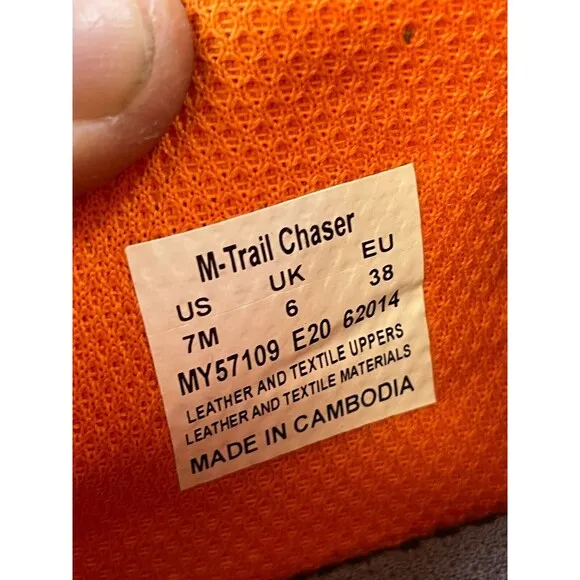 M-Trail Chaser
US UK EU
7M 6 38
MY57109 E20 62014
LEATHER AND TEXTILE UPPERS
LEATHER AND TEXTILE MATERIALS
MADE IN CAMBODIA